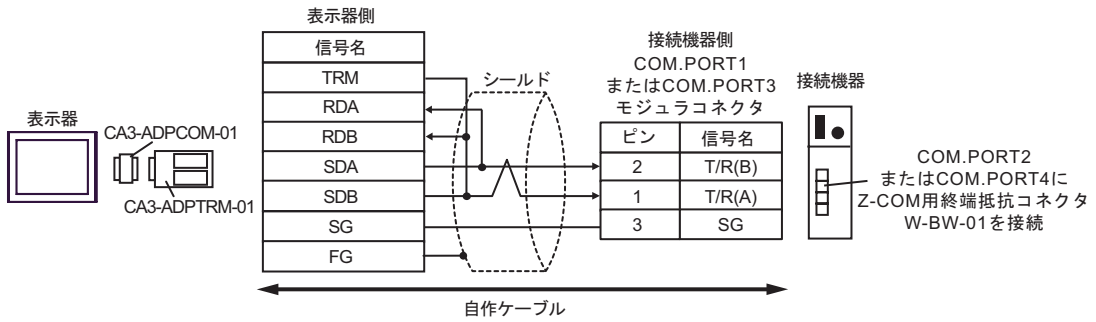 表示器側
信号名
TRM
RDA
RDB
SDA
SDB
SG
FG
シールド
接続機器側
COM.PORT1
またはCOM.PORT3
モジュラコネクタ
ピン 信号名
2 T/R(B)
1 T/R(A)
3 SG
接続機器
表示器
CA3-ADPCOM-01
CA3-ADPTRM-01
COM.PORT2
またはCOM.PORT4に
Z-COM用終端抵抗コネクタ
W-BW-01を接続
自作ケーブル